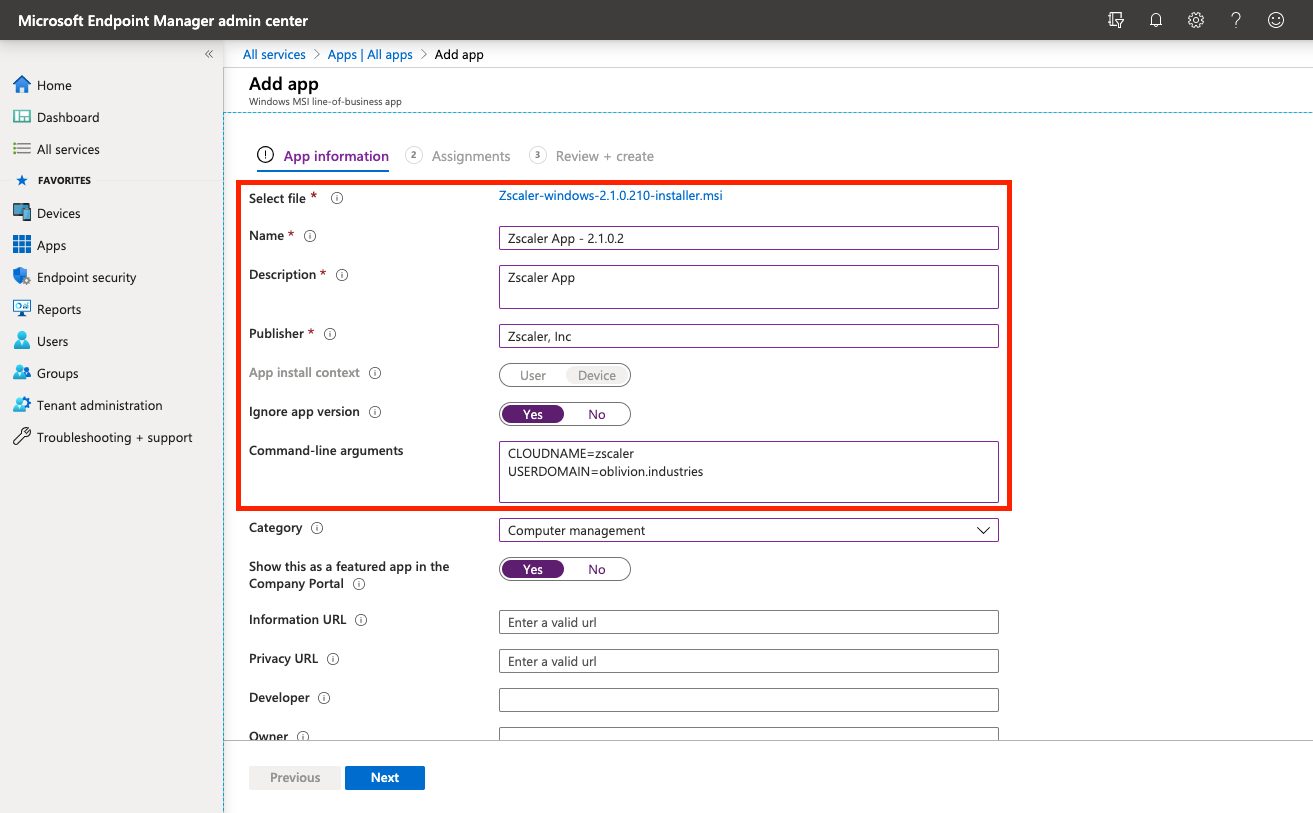 Microsoft Endpoint Manager admin center
All services > Apps | All apps > Add app
Home
Dashboard
All services
FAVORITES
Devices
Apps
Endpoint security
Reports
Users
Groups
Tenant administration
Troubleshooting + support
Add app
Windows MSI line-of-business app
App information
2 Assignments
3 Review + create
Select file *
Zscaler-windows-2.1.0.210-installer.msi
Name *
Zscaler App - 2.1.0.2
Description *
Zscaler App
Publisher *
Zscaler, Inc
App install context
User Device
Ignore app version
Yes No
Command-line arguments
CLOUDNAME=zscaler
USERDOMAIN=oblivion.industries
Category
Computer management
Show this as a featured app in the
Company Portal
Yes No
Information URL
Enter a valid url
Privacy URL
Enter a valid url
Developer
Owner
Previous
Next